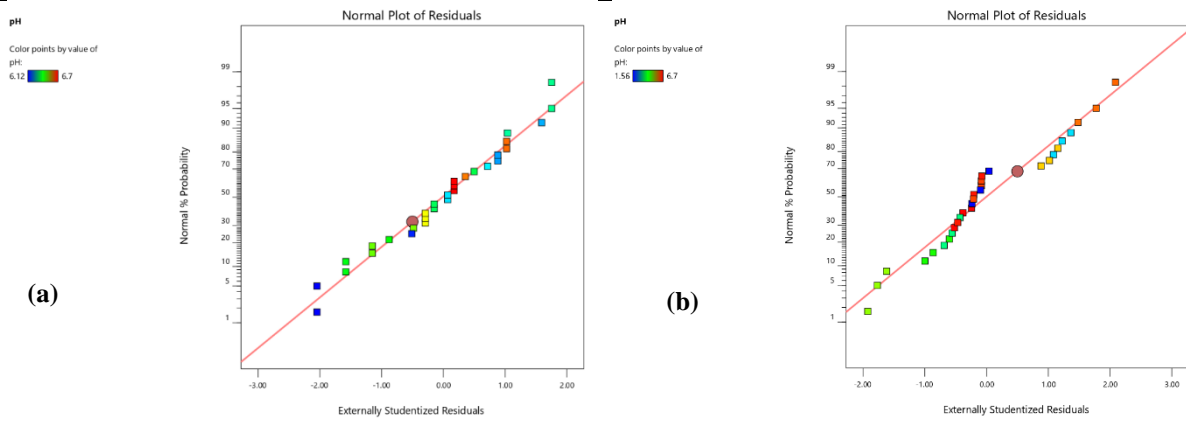 pH
Color points by value of
pH:
6.12 6.7
Normal Plot of Residuals
Normal % Probability
99
95
90
80
70
50
30
20
10
5
1
-3.00 -2.00 -1.00 0.00 1.00 2.00
Externally Studentized Residuals
(a)
pH
Color points by value of
pH:
1.56 6.7
Normal Plot of Residuals
Normal % Probability
99
95
90
80
70
50
30
20
10
5
1
-2.00 -1.00 0.00 1.00 2.00 3.00
Externally Studentized Residuals
(b)